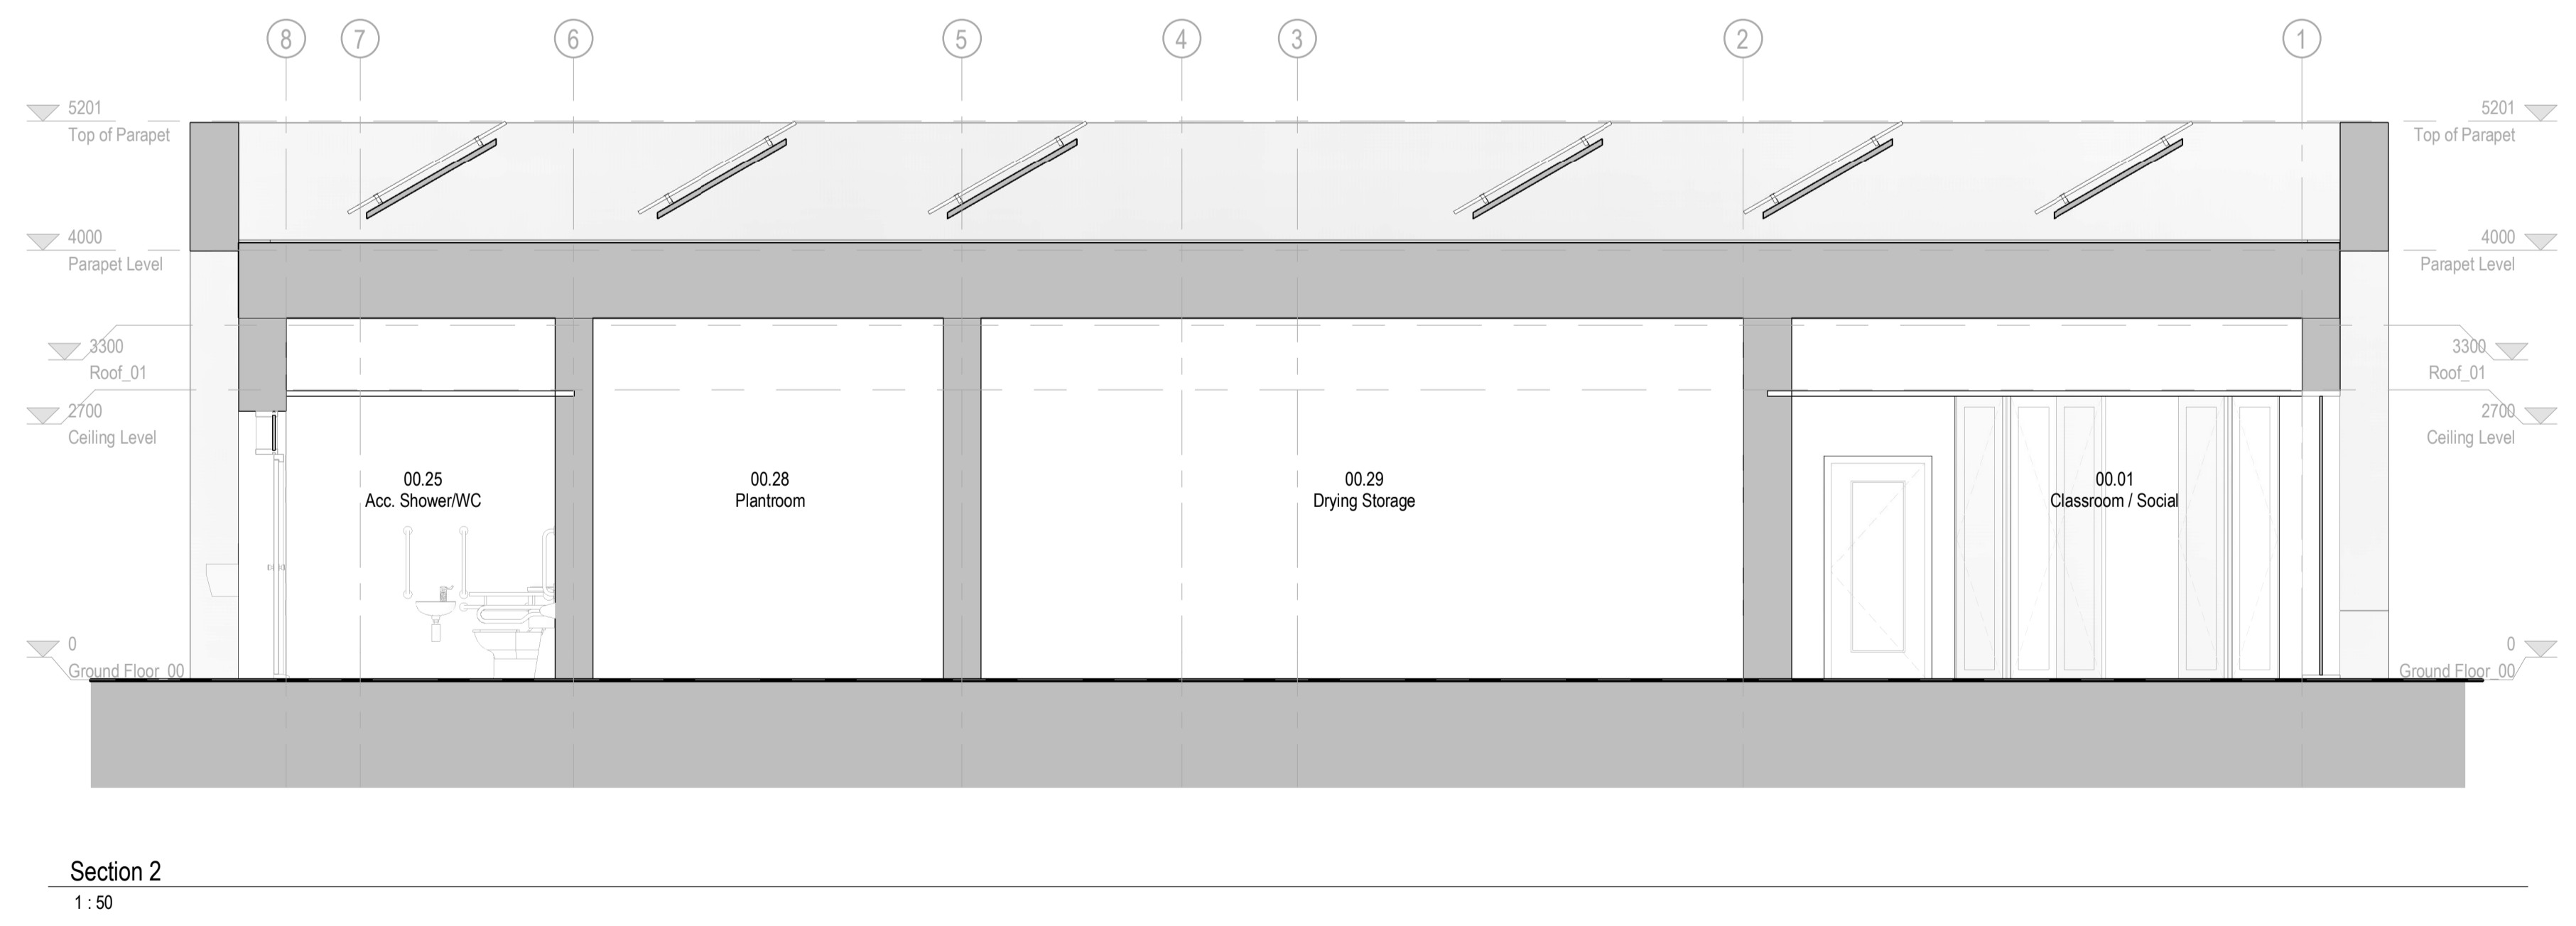 8
7
6
5
4
3
2
1
5201
Top of Parapet
5201
Top of Parapet
4000
Parapet Level
4000
Parapet Level
3300
Roof_01
3300
Roof_01
2700
Ceiling Level
2700
Ceiling Level
00.25
Acc. Shower/WC
00.28
Plantroom
00.29
Drying Storage
00.01
Classroom / Social
0
Ground Floor_00
0
Ground Floor_00
Section 2
1 : 50